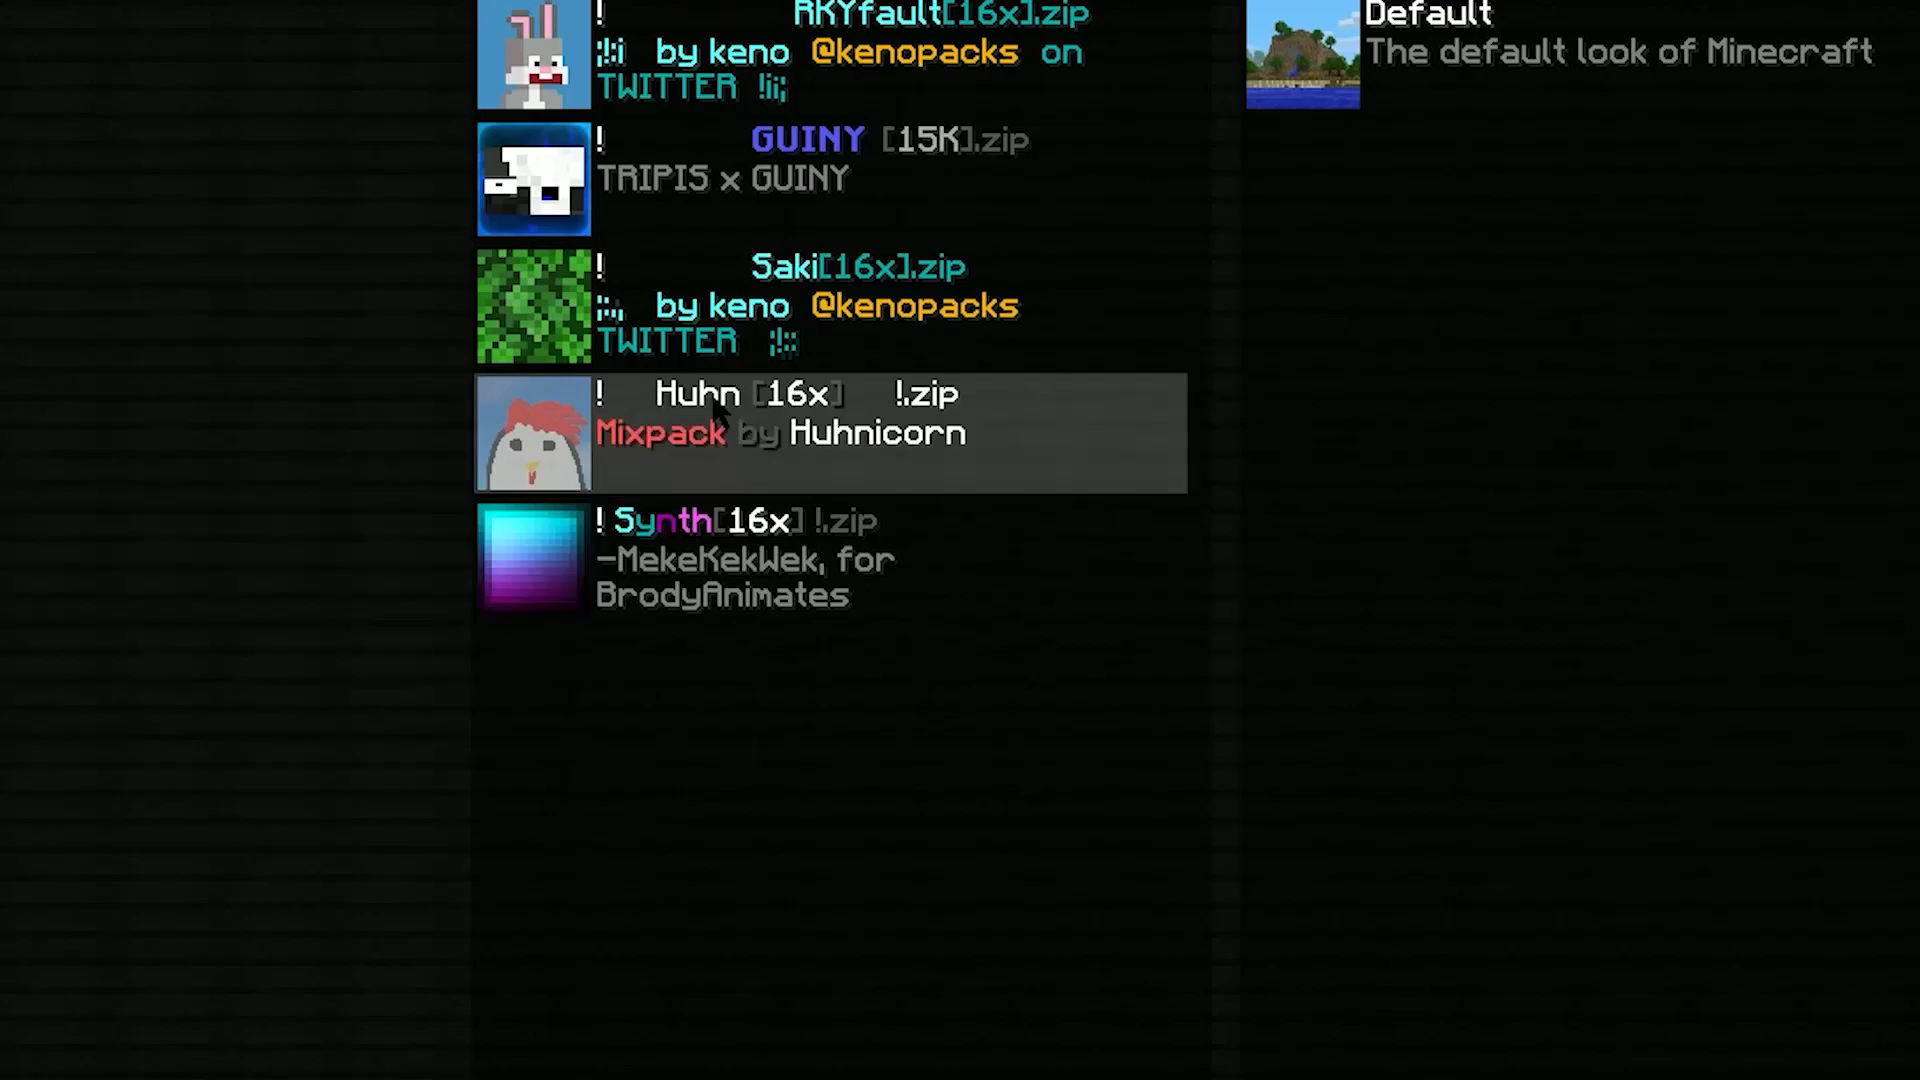 ! RKYfault[16x].zip
;!:i by keno @kenopacks on
TWITTER !i;
! GUINY [15K].zip
TRIPIS x GUINY
! Saki[16x].zip
by keno @kenopacks
TWITTER
! Huhn [16x] !.zip
Mixpack by Huhnicorn
! Synth[16x] !.zip
-MekeKekWek, for
BrodyAnimates
Default
The default look of Minecraft